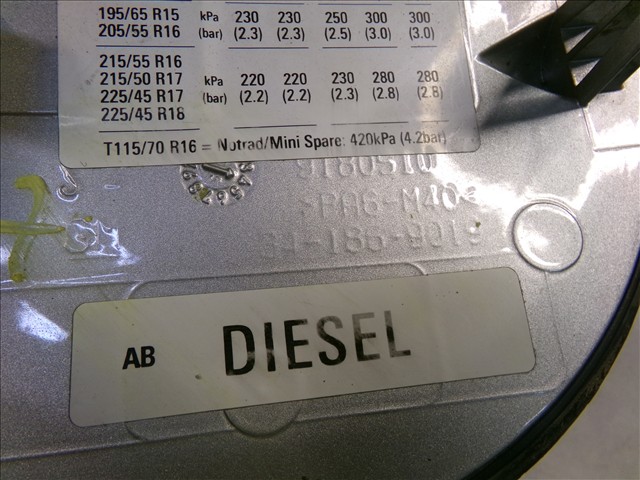 195/65 R15 kPa 230 230 250 300 300
205/55 R16 (bar) (2.3) (2.3) (2.5) (3.0) (3.0)
215/55 R16
215/50 R17 kPa 220 220 230 280 280
225/45 R17 (bar) (2.2) (2.2) (2.3) (2.8) (2.8)
225/45 R18
T115/70 R16 = Notrad/Mini Spare: 420kPa (4.2bar)
>PA6-M40
AB DIESEL